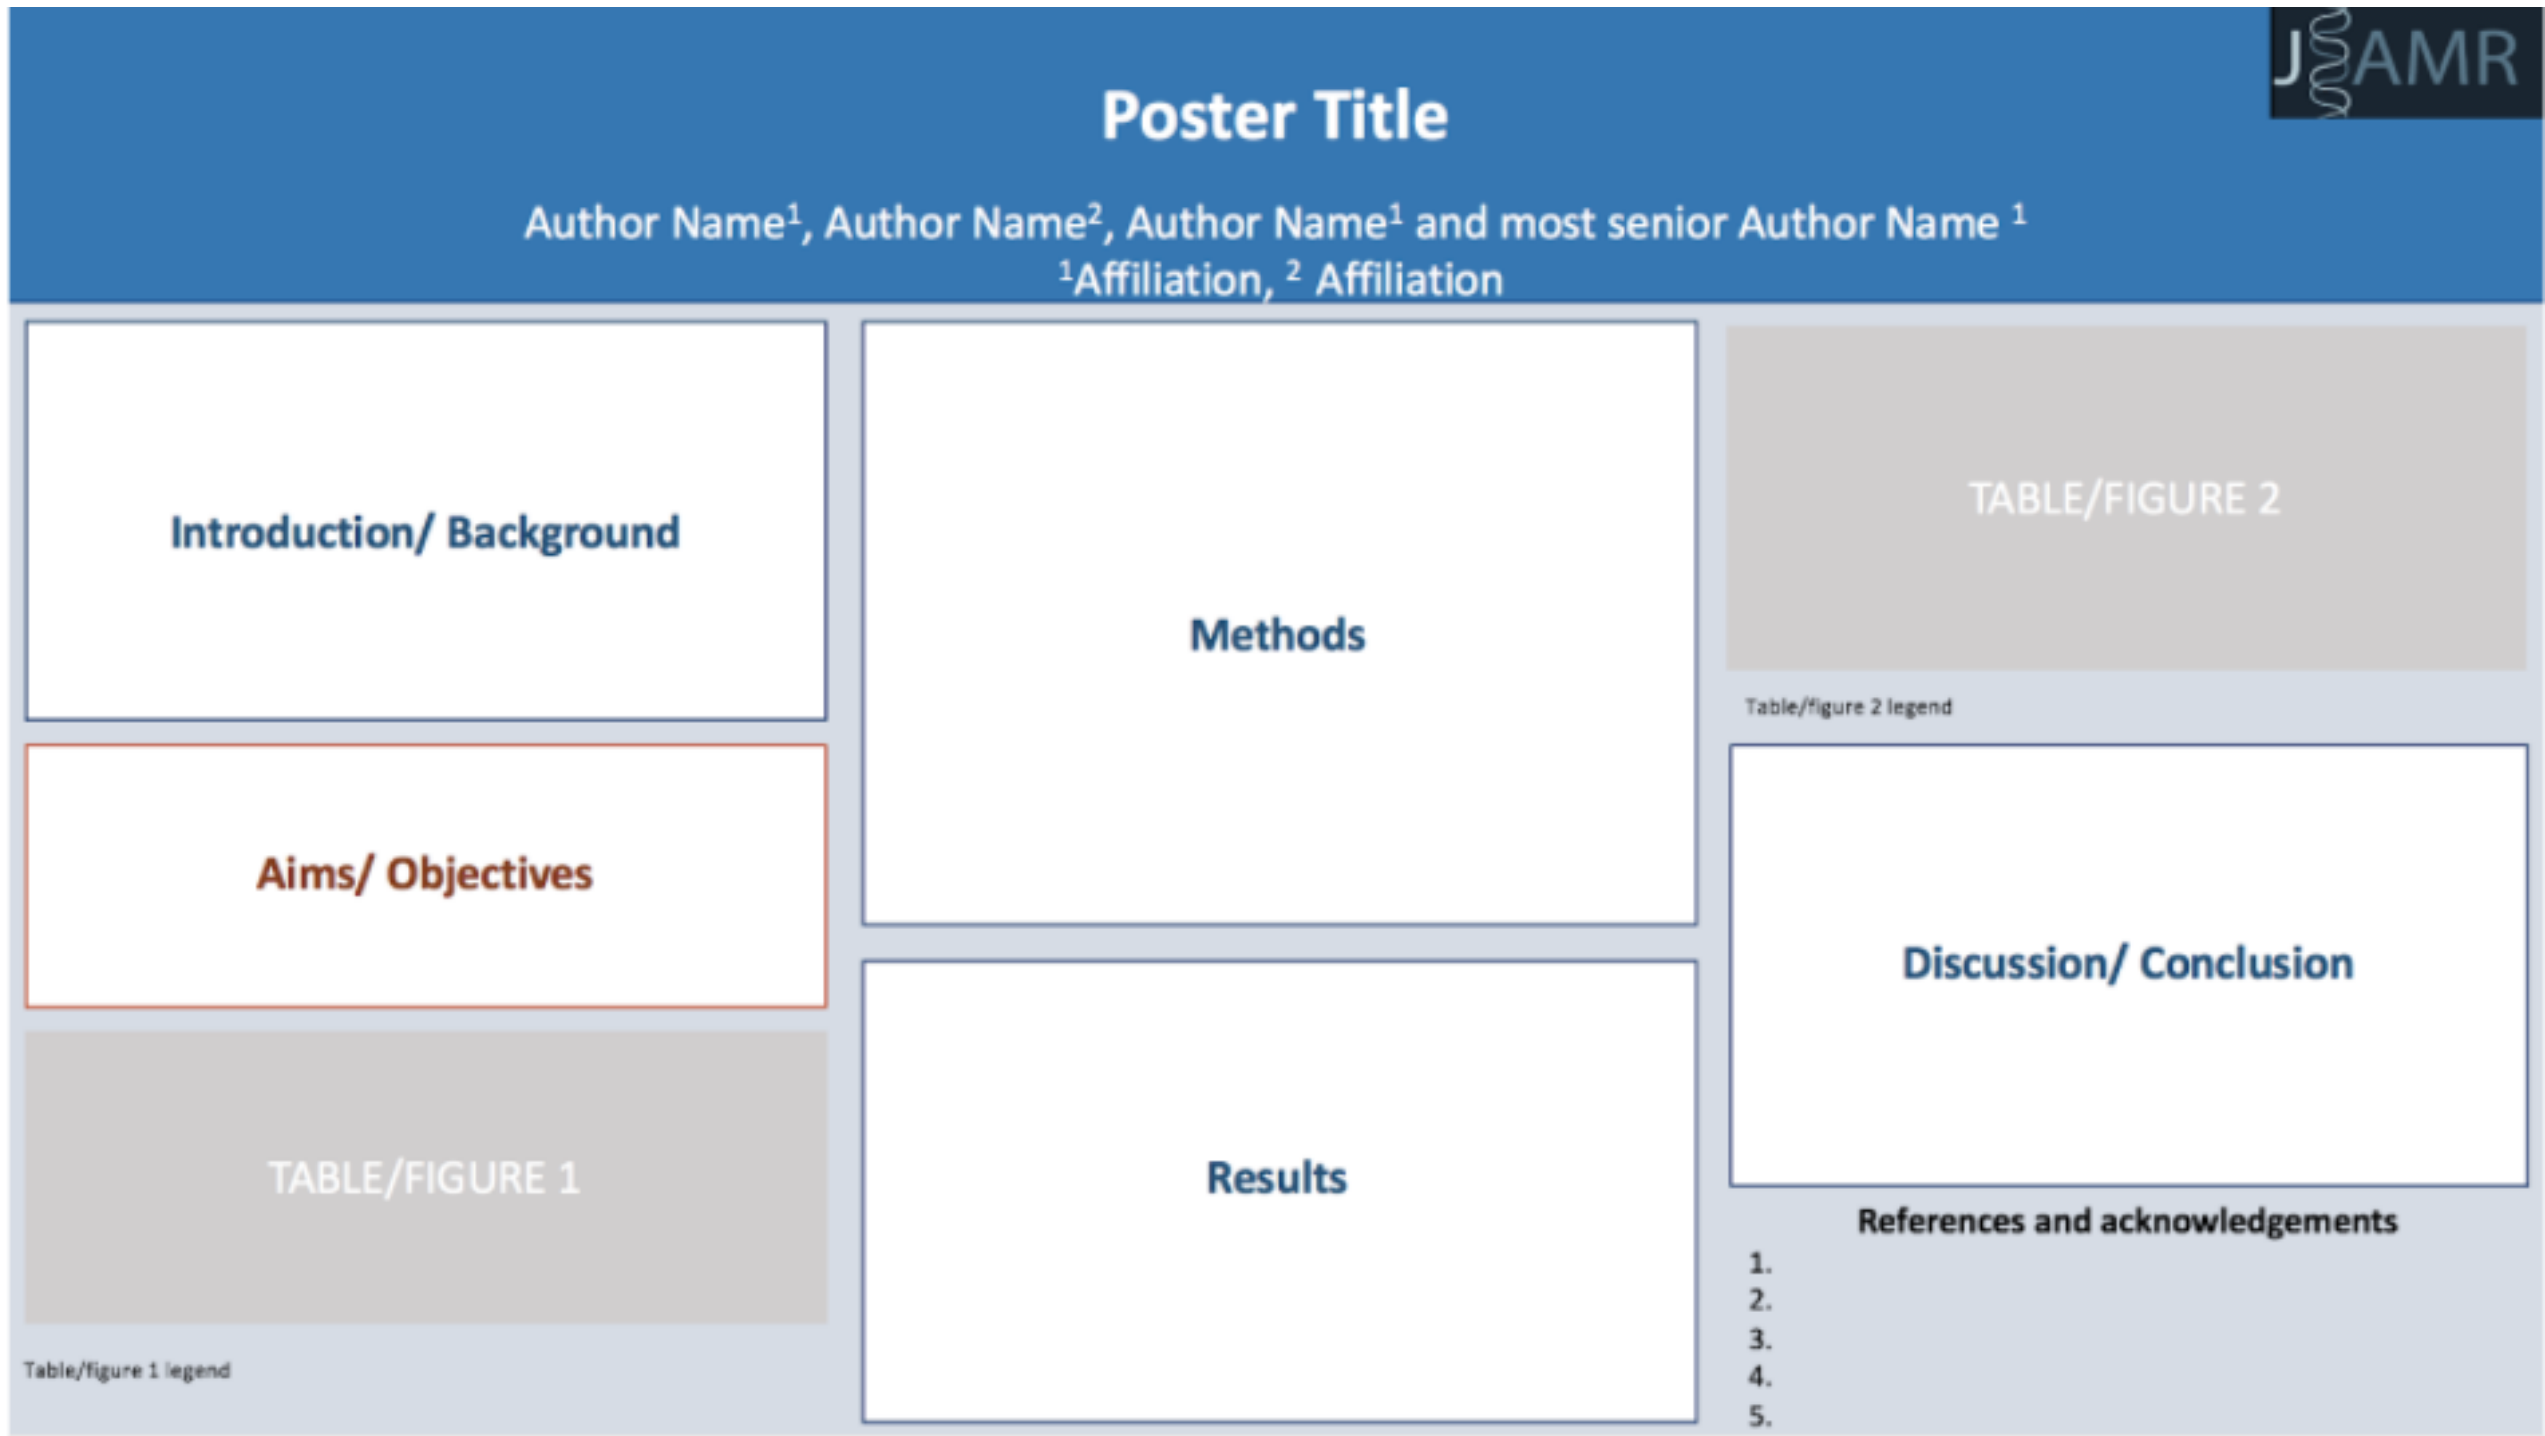 J AMR
Poster Title
Author Name¹, Author Name², Author Name¹ and most senior Author Name ¹
¹Affiliation, ² Affiliation
Introduction/ Background
Aims/ Objectives
TABLE/FIGURE 1
Table/figure 1 legend
Methods
Results
TABLE/FIGURE 2
Table/figure 2 legend
Discussion/ Conclusion
References and acknowledgements
1.
2.
3.
4.
5.